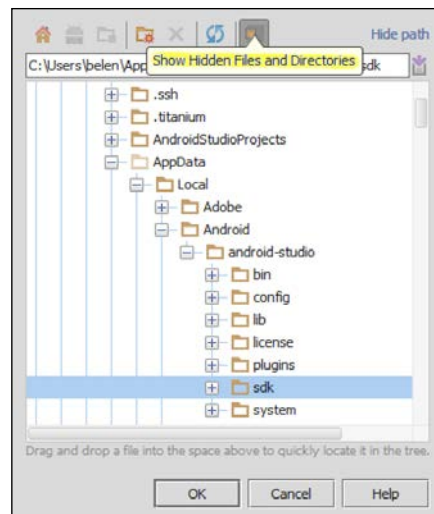 Hide path
C:\Users\belen\App
Show Hidden Files and Directories
sdk
.ssh
.titanium
AndroidStudioProjects
AppData
Local
Adobe
Android
android-studio
bin
config
lib
license
plugins
sdk
system
Drag and drop a file into the space above to quickly locate it in the tree.
OK
Cancel
Help